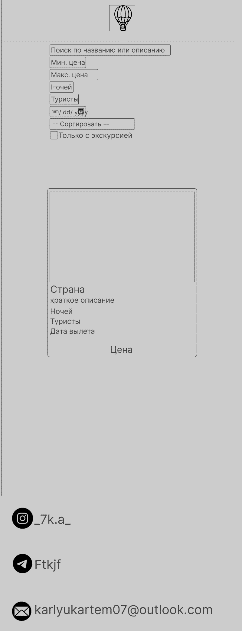 Поиск по названию или описанию
Мин. цена
Макс. цена
Ночей
Туристы
-- Сортировать --
Только с экскурсией
Страна
краткое описание
Ночей
Туристы
Дата вылета
Цена
_7k.a_
Ftkjf
karlyukartem07@outlook.com